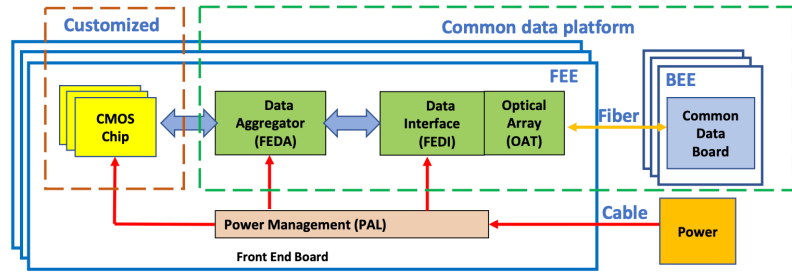 Customized
Common data platform
FEE
BEE
CMOS
Chip
Data
Aggregator
(FEDA)
Data
Interface
(FEDI)
Optical
Array
(OAT)
Fiber
Common
Data
Board
Power Management (PAL)
Cable
Power
Front End Board